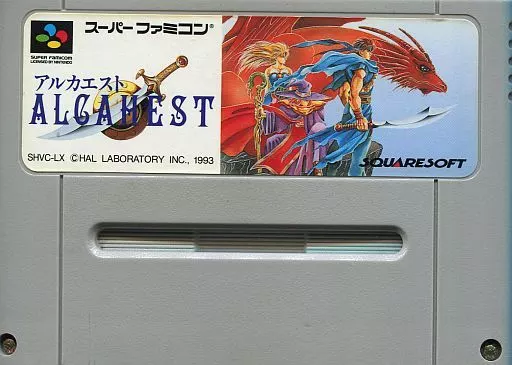 スーパーファミコン®
SUPER FAMICOM
LICENSED BY NINTENDO
アルカエスト
ALCAHEST
SHVC-LX ©HAL LABORATORY INC., 1993
SQUARESOFT